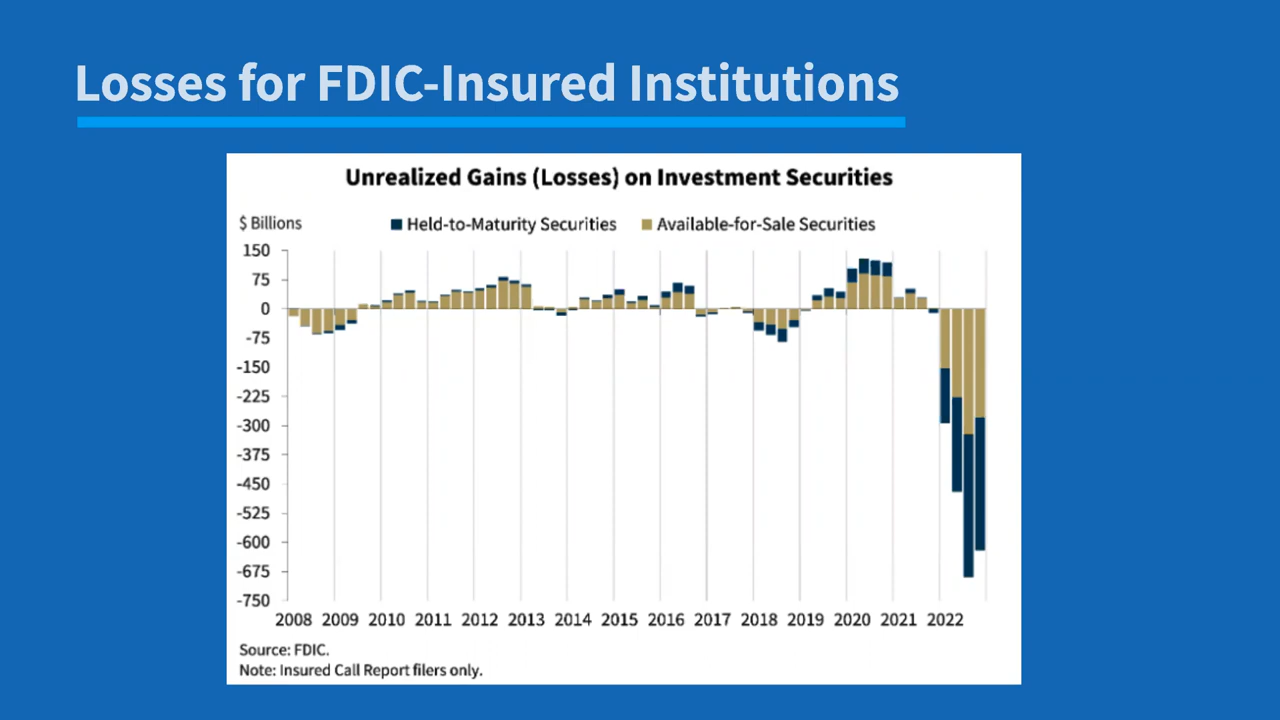 Losses for FDIC-Insured Institutions
Unrealized Gains (Losses) on Investment Securities
$ Billions
Held-to-Maturity Securities
Available-for-Sale Securities
150
75
0
-75
-150
-225
-300
-375
-450
-525
-600
-675
-750
2008 2009 2010 2011 2012 2013 2014 2015 2016 2017 2018 2019 2020 2021 2022
Source: FDIC.
Note: Insured Call Report filers only.